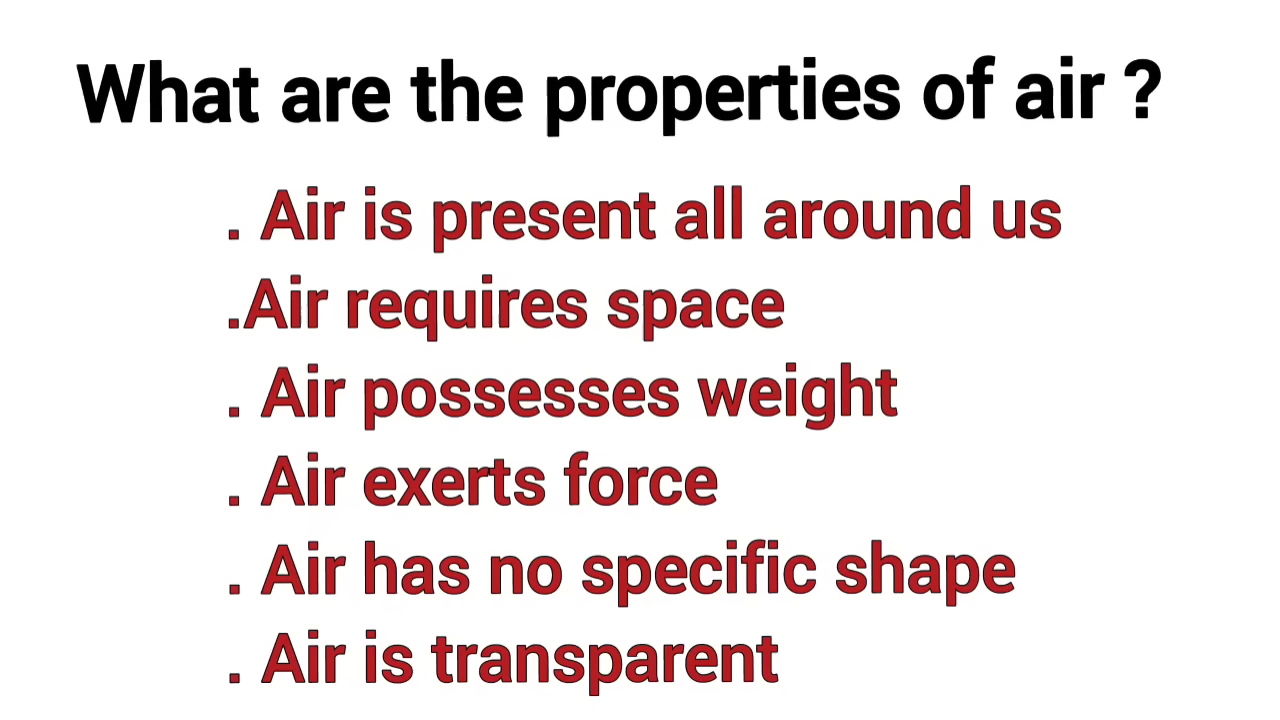 What are the properties of air ?
. Air is present all around us
.Air requires space
. Air possesses weight
. Air exerts force
. Air has no specific shape
. Air is transparent